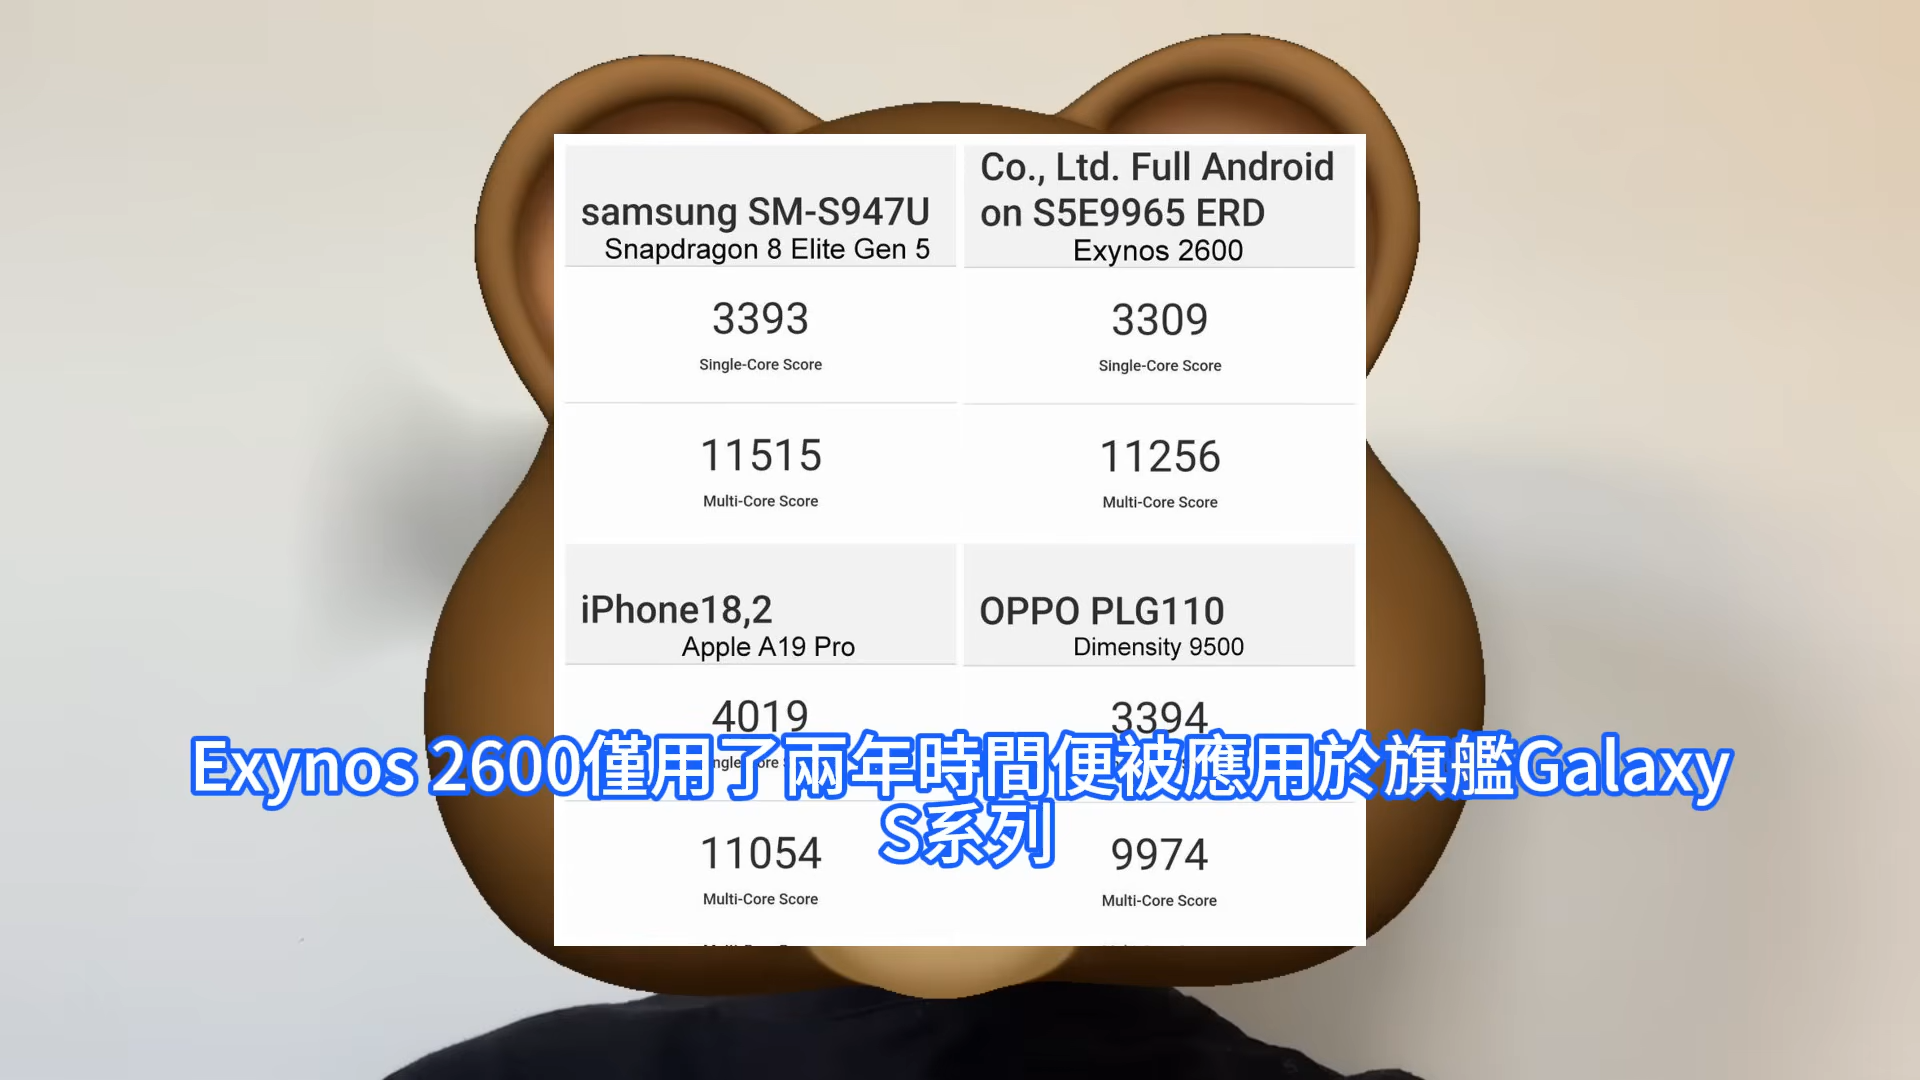 samsung SM-S947U
Snapdragon 8 Elite Gen 5
3393
Single-Core Score
11515
Multi-Core Score
Co., Ltd. Full Android
on S5E9965 ERD
Exynos 2600
3309
Single-Core Score
11256
Multi-Core Score
iPhone18,2
Apple A19 Pro
4019
11054
Multi-Core Score
OPPO PLG110
Dimensity 9500
3394
9974
Multi-Core Score
Exynos 2600僅用了兩年時間便被應用於旗艦Galaxy
S系列